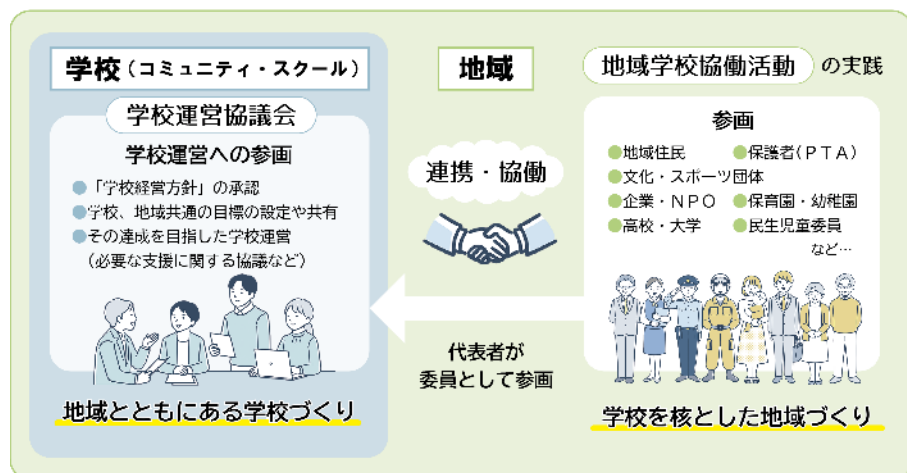 学校(コミュニティ・スクール)
学校運営協議会
学校運営への参画
●「学校経営方針」の承認
●学校、地域共通の目標の設定や共有
●その達成を目指した学校運営
(必要な支援に関する協議など)
地域とともにある学校づくり
地域
連携・協働
代表者が
委員として参画
地域学校協働活動 の実践
参画
●地域住民 ●保護者(PTA)
●文化・スポーツ団体
●企業・NPO ●保育園・幼稚園
●高校・大学 ●民生児童委員
など…
学校を核とした地域づくり